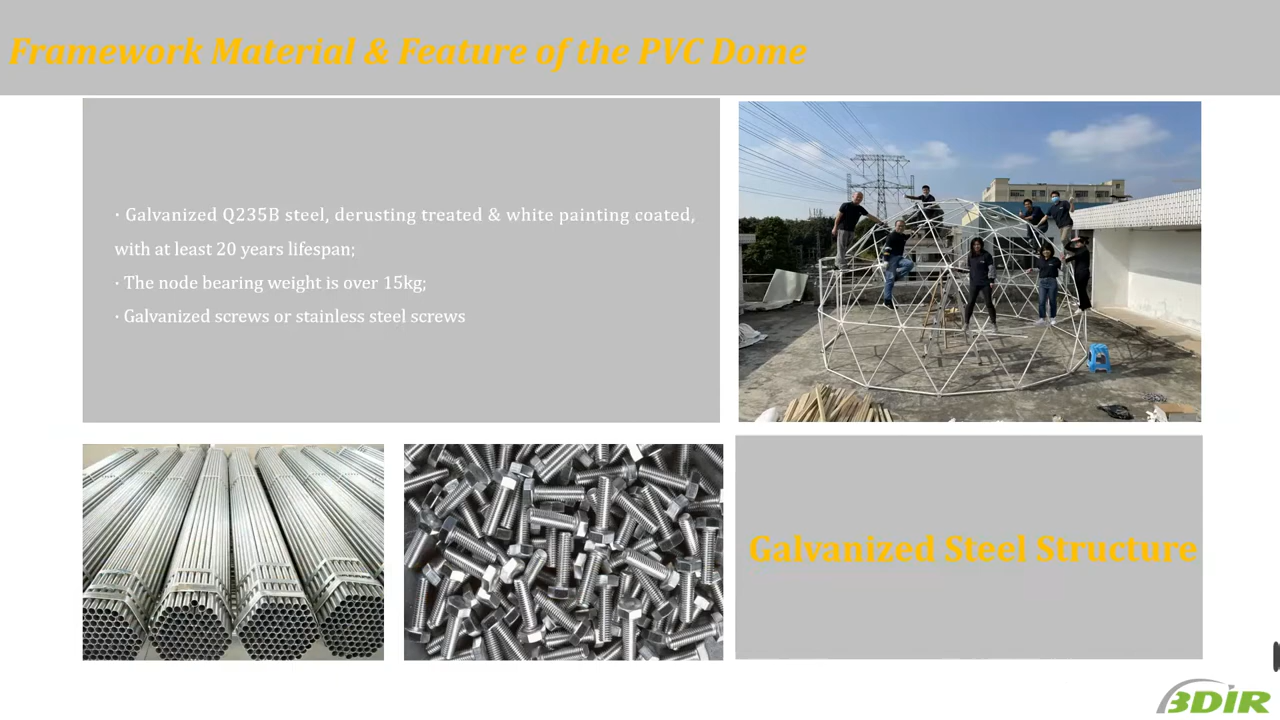 Framework Material & Feature of the PVC Dome
· Galvanized Q235B steel, derusting treated & white painting coated,
with at least 20 years lifespan;
· The node bearing weight is over 15kg;
· Galvanized screws or stainless steel screws
Galvanized Steel Structure
3DIR